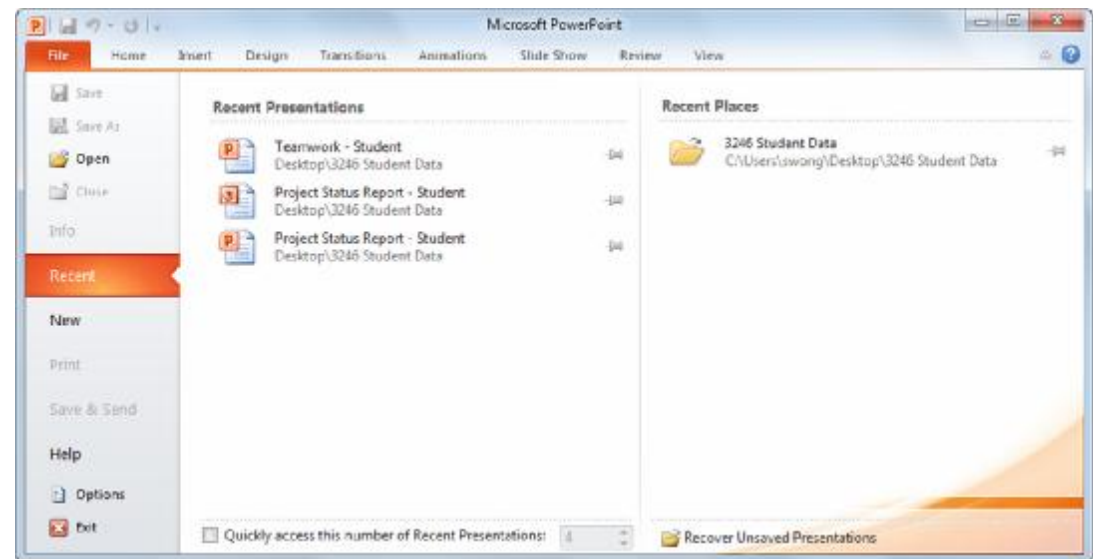 Microsoft PowerPoint
File Home Insert Design Transitions Animations Slide Show Review View
Save
Save As
Open
Close
Info
Recent
New
Print
Save & Send
Help
Options
Exit
Recent Presentations
Teamwork - Student
Desktop\3246 Student Data
Project Status Report - Student
Desktop\3246 Student Data
Project Status Report - Student
Desktop\3246 Student Data
Quickly access this number of Recent Presentations: 4
Recent Places
3246 Student Data
C:\Users\swong\Desktop\3246 Student Data
Recover Unsaved Presentations